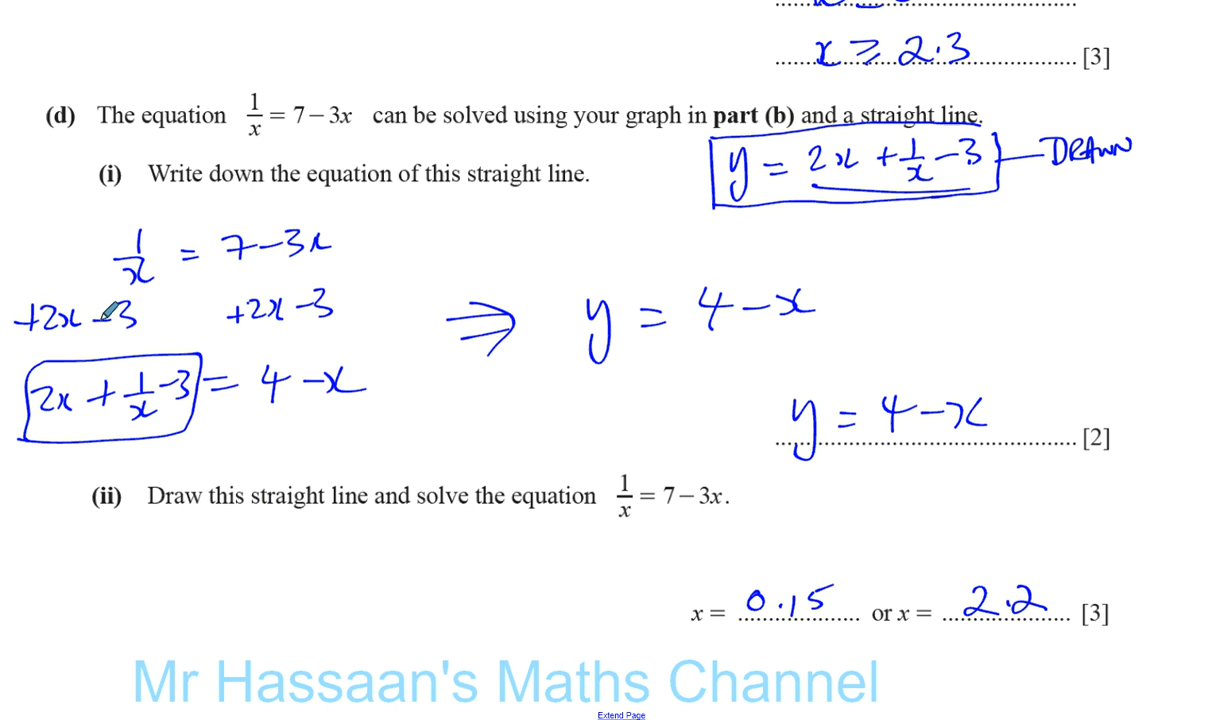 x ⩾ 2.3 [3]
(d) The equation 1/x = 7 – 3x can be solved using your graph in part (b) and a straight line.
y = 2x + 1/x – 3 DRAWN
(i) Write down the equation of this straight line.
1/x = 7 – 3x
+2x – 3 +2x – 3
⇒ y = 4 – x
2x + 1/x – 3 = 4 – x
y = 4 – x [2]
(ii) Draw this straight line and solve the equation 1/x = 7 – 3x.
x = 0.15 or x = 2.2 [3]
Mr Hassaan's Maths Channel
Extend Page